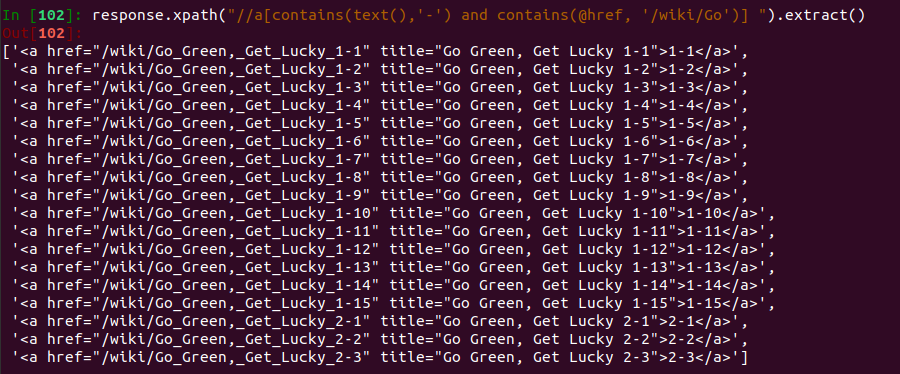 In [102]: response.xpath("//a[contains(text(),'-') and contains(@href, '/wiki/Go')] ").extract()
Out[102]:
['<a href="/wiki/Go_Green,_Get_Lucky_1-1" title="Go Green, Get Lucky 1-1">1-1</a>',
 '<a href="/wiki/Go_Green,_Get_Lucky_1-2" title="Go Green, Get Lucky 1-2">1-2</a>',
 '<a href="/wiki/Go_Green,_Get_Lucky_1-3" title="Go Green, Get Lucky 1-3">1-3</a>',
 '<a href="/wiki/Go_Green,_Get_Lucky_1-4" title="Go Green, Get Lucky 1-4">1-4</a>',
 '<a href="/wiki/Go_Green,_Get_Lucky_1-5" title="Go Green, Get Lucky 1-5">1-5</a>',
 '<a href="/wiki/Go_Green,_Get_Lucky_1-6" title="Go Green, Get Lucky 1-6">1-6</a>',
 '<a href="/wiki/Go_Green,_Get_Lucky_1-7" title="Go Green, Get Lucky 1-7">1-7</a>',
 '<a href="/wiki/Go_Green,_Get_Lucky_1-8" title="Go Green, Get Lucky 1-8">1-8</a>',
 '<a href="/wiki/Go_Green,_Get_Lucky_1-9" title="Go Green, Get Lucky 1-9">1-9</a>',
 '<a href="/wiki/Go_Green,_Get_Lucky_1-10" title="Go Green, Get Lucky 1-10">1-10</a>',
 '<a href="/wiki/Go_Green,_Get_Lucky_1-11" title="Go Green, Get Lucky 1-11">1-11</a>',
 '<a href="/wiki/Go_Green,_Get_Lucky_1-12" title="Go Green, Get Lucky 1-12">1-12</a>',
 '<a href="/wiki/Go_Green,_Get_Lucky_1-13" title="Go Green, Get Lucky 1-13">1-13</a>',
 '<a href="/wiki/Go_Green,_Get_Lucky_1-14" title="Go Green, Get Lucky 1-14">1-14</a>',
 '<a href="/wiki/Go_Green,_Get_Lucky_1-15" title="Go Green, Get Lucky 1-15">1-15</a>',
 '<a href="/wiki/Go_Green,_Get_Lucky_2-1" title="Go Green, Get Lucky 2-1">2-1</a>',
 '<a href="/wiki/Go_Green,_Get_Lucky_2-2" title="Go Green, Get Lucky 2-2">2-2</a>',
 '<a href="/wiki/Go_Green,_Get_Lucky_2-3" title="Go Green, Get Lucky 2-3">2-3</a>']